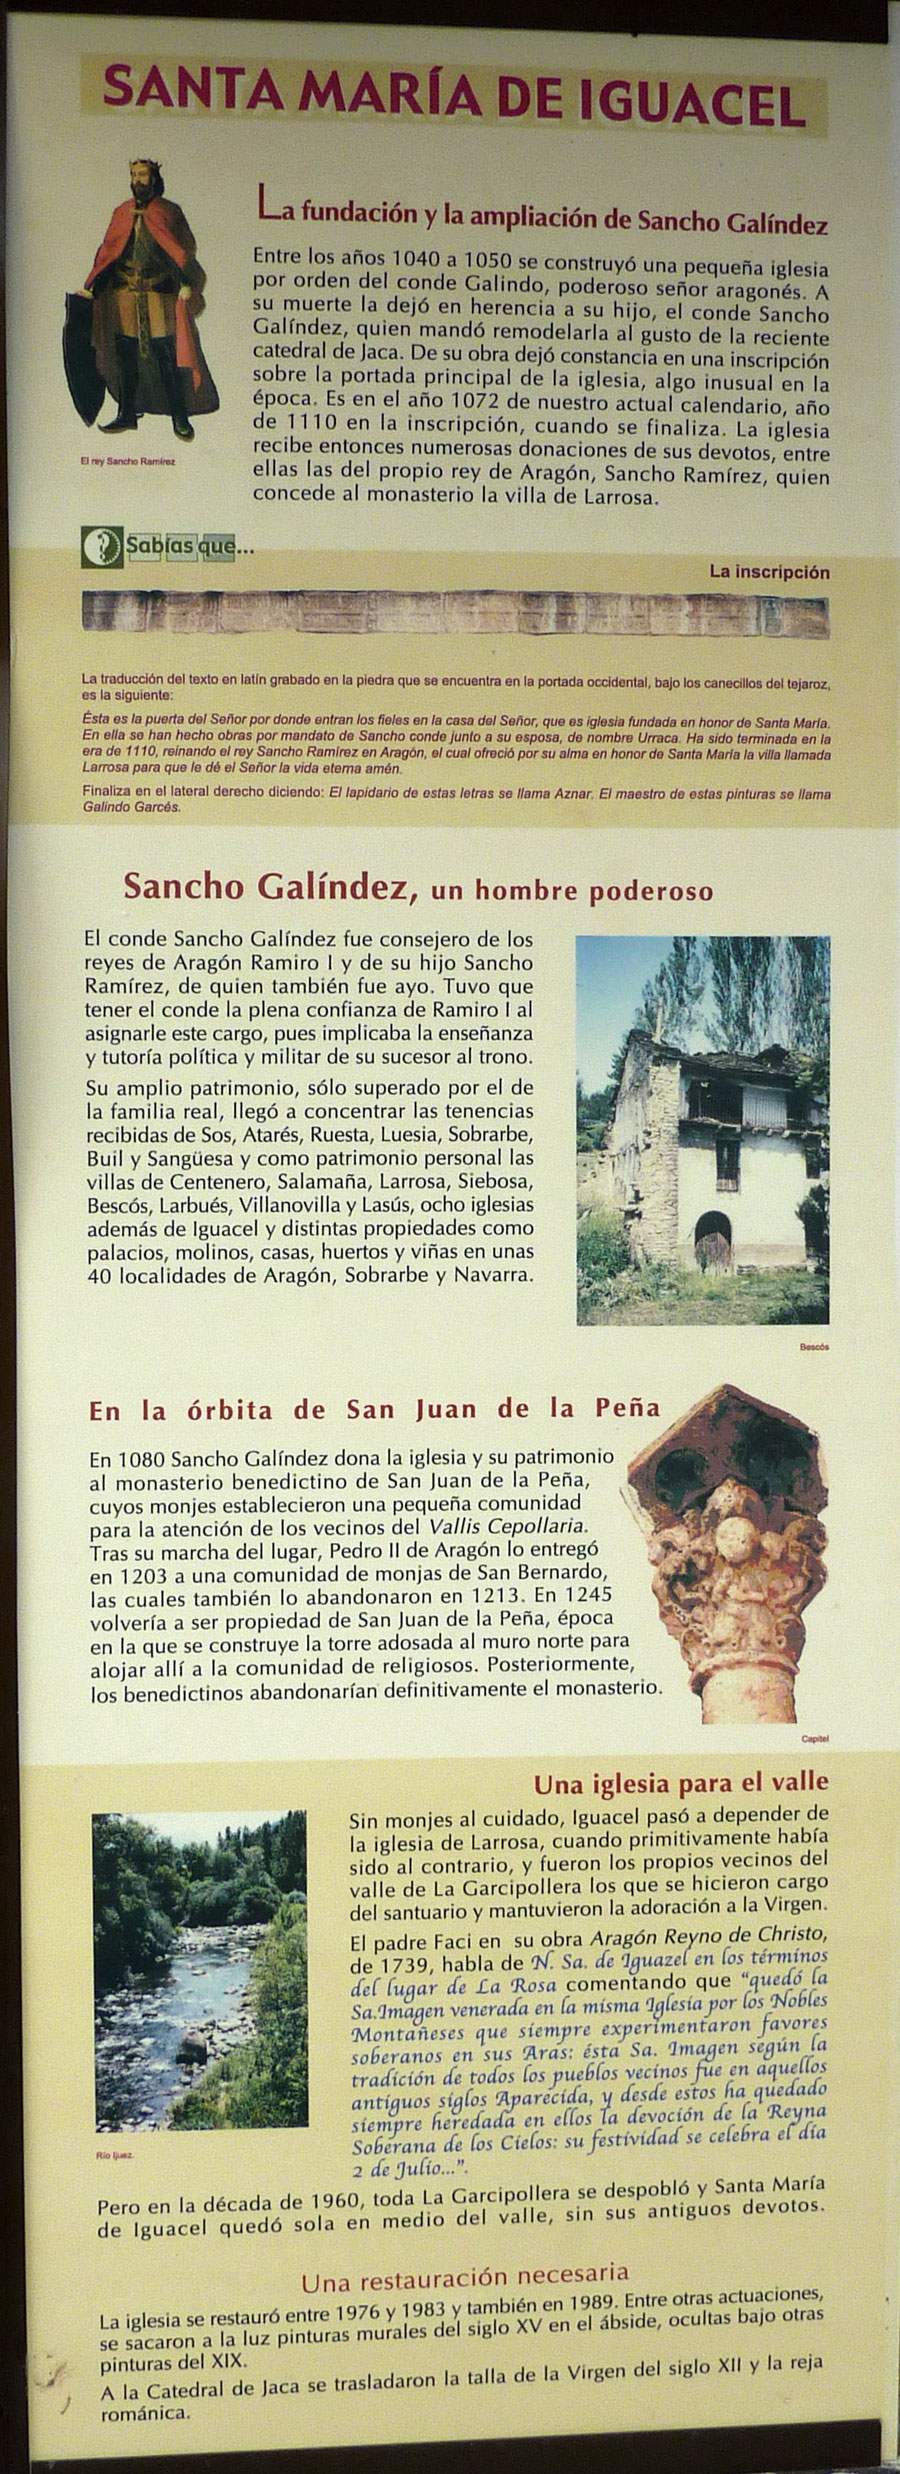 SANTA MARÍA DE IGUACEL
La fundación y la ampliación de Sancho Galíndez
Entre los años 1040 a 1050 se construyó una pequeña iglesia
por orden del conde Galindo, poderoso señor aragonés. A
su muerte la dejó en herencia a su hijo, el conde Sancho
Galíndez, quien mandó remodelarla al gusto de la reciente
catedral de Jaca. De su obra dejó constancia en una inscripción
sobre la portada principal de la iglesia, algo inusual en la
época. Es en el año 1072 de nuestro actual calendario, año
de 1110 en la inscripción, cuando se finaliza. La iglesia
recibe entonces numerosas donaciones de sus devotos, entre
ellas las del propio rey de Aragón, Sancho Ramírez, quien
concede al monasterio la villa de Larrosa.
El rey Sancho Ramírez
Sabías que...
La inscripción
La traducción del texto en latín grabado en la piedra que se encuentra en la portada occidental, bajo los canecillos del tejaroz,
es la siguiente:
Ésta es la puerta del Señor por donde entran los fieles en la casa del Señor, que es iglesia fundada en honor de Santa María.
En ella se han hecho obras por mandato de Sancho conde junto a su esposa, de nombre Urraca. Ha sido terminada en la
era de 1110, reinando el rey Sancho Ramírez en Aragón, el cual ofreció por su alma en honor de Santa María la villa llamada
Larrosa para que le dé el Señor la vida eterna amén.
Finaliza en el lateral derecho diciendo: El lapidario de estas letras se llama Aznar. El maestro de estas pinturas se llama
Galindo Garcés.
Sancho Galíndez, un hombre poderoso
El conde Sancho Galíndez fue consejero de los
reyes de Aragón Ramiro I y de su hijo Sancho
Ramírez, de quien también fue ayo. Tuvo que
tener el conde la plena confianza de Ramiro I al
asignarle este cargo, pues implicaba la enseñanza
y tutoría política y militar de su sucesor al trono.
Su amplio patrimonio, sólo superado por el de
la familia real, llegó a concentrar las tenencias
recibidas de Sos, Atarés, Ruesta, Luesia, Sobrarbe,
Buil y Sangüesa y como patrimonio personal las
villas de Centenero, Salamaña, Larrosa, Siebosa,
Bescós, Larbués, Villanovilla y Lasús, ocho iglesias
además de Iguacel y distintas propiedades como
palacios, molinos, casas, huertos y viñas en unas
40 localidades de Aragón, Sobrarbe y Navarra.
Bescós
En la órbita de San Juan de la Peña
En 1080 Sancho Galíndez dona la iglesia y su patrimonio
al monasterio benedictino de San Juan de la Peña,
cuyos monjes establecieron una pequeña comunidad
para la atención de los vecinos del Vallis Cepollaria.
Tras su marcha del lugar, Pedro II de Aragón lo entregó
en 1203 a una comunidad de monjas de San Bernardo,
las cuales también lo abandonaron en 1213. En 1245
volvería a ser propiedad de San Juan de la Peña, época
en la que se construye la torre adosada al muro norte para
alojar allí a la comunidad de religiosos. Posteriormente,
los benedictinos abandonarían definitivamente el monasterio.
Capitel
Una iglesia para el valle
Sin monjes al cuidado, Iguacel pasó a depender de
la iglesia de Larrosa, cuando primitivamente había
sido al contrario, y fueron los propios vecinos del
valle de La Garcipollera los que se hicieron cargo
del santuario y mantuvieron la adoración a la Virgen.
El padre Faci en su obra Aragón Reyno de Christo,
de 1739, habla de N. Sa. de Iguazel en los términos
del lugar de La Rosa comentando que "quedó la
Sa.Imagen venerada en la misma Iglesia por los Nobles
Montañeses que siempre experimentaron favores
soberanos en sus Aras: ésta Sa. Imagen según la
tradición de todos los pueblos vecinos fue en aquellos
antiguos siglos Aparecida, y desde estos ha quedado
siempre heredada en ellos la devoción de la Reyna
Soberana de los Cielos: su festividad se celebra el día
2 de Julio...".
Río Ijuez.
Pero en la década de 1960, toda La Garcipollera se despobló y Santa María
de Iguacel quedó sola en medio del valle, sin sus antiguos devotos.
Una restauración necesaria
La iglesia se restauró entre 1976 y 1983 y también en 1989. Entre otras actuaciones,
se sacaron a la luz pinturas murales del siglo XV en el ábside, ocultas bajo otras
pinturas del XIX.
A la Catedral de Jaca se trasladaron la talla de la Virgen del siglo XII y la reja
románica.